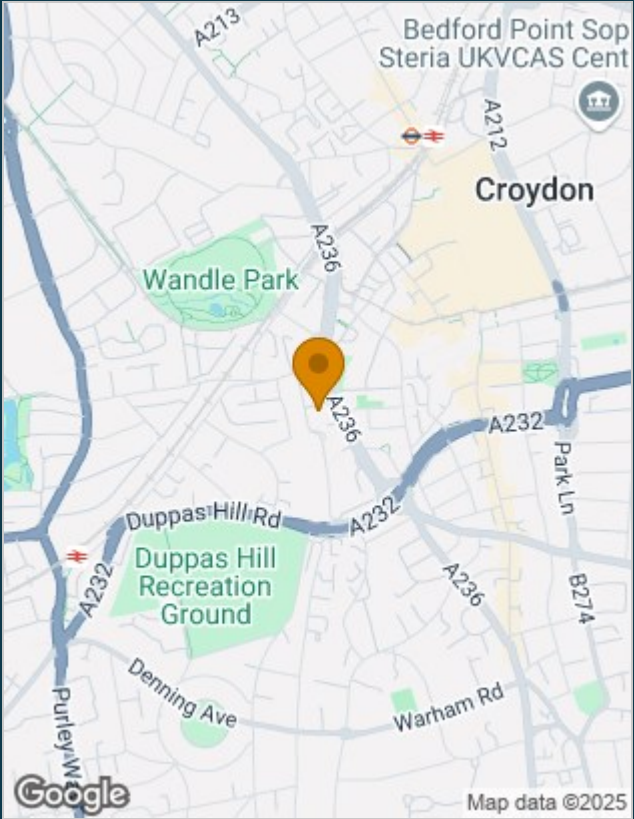 A213
Bedford Point Sop
Steria UKVCAS Cent
A212
Croydon
A236
Wandle Park
A236
A232
Park Ln
Duppas Hill Rd
A232
Duppas Hill
Recreation
Ground
A232
A236
B274
Denning Ave
Warham Rd
Purley Wa
Google
Map data ©2025